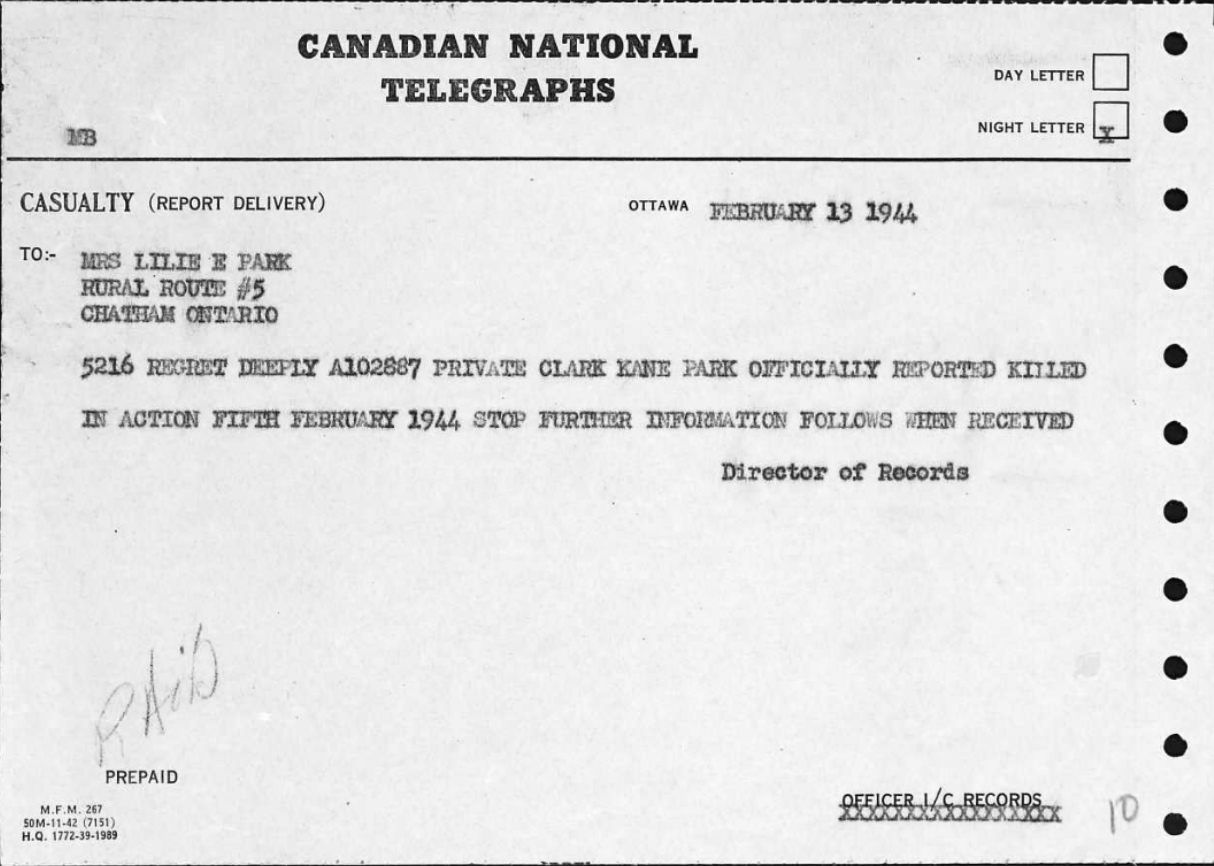 CANADIAN NATIONAL
TELEGRAPHS
DAY LETTER
NIGHT LETTER X
MB
CASUALTY (REPORT DELIVERY)
OTTAWA FEBRUARY 13 1944
TO:- MRS LILIE E PARK
RURAL ROUTE #5
CHATHAM ONTARIO
5216 REGRET DEEPLY A102887 PRIVATE CLARK KANE PARK OFFICIALLY REPORTED KILLED
IN ACTION FIFTH FEBRUARY 1944 STOP FURTHER INFORMATION FOLLOWS WHEN RECEIVED
Director of Records
PREPAID
M.F.M. 267
50M-11-42 (7151)
H.Q. 1772-39-1989
OFFICER I/C RECORDS
XXXXXXXXXXXXXXXXXXX
10